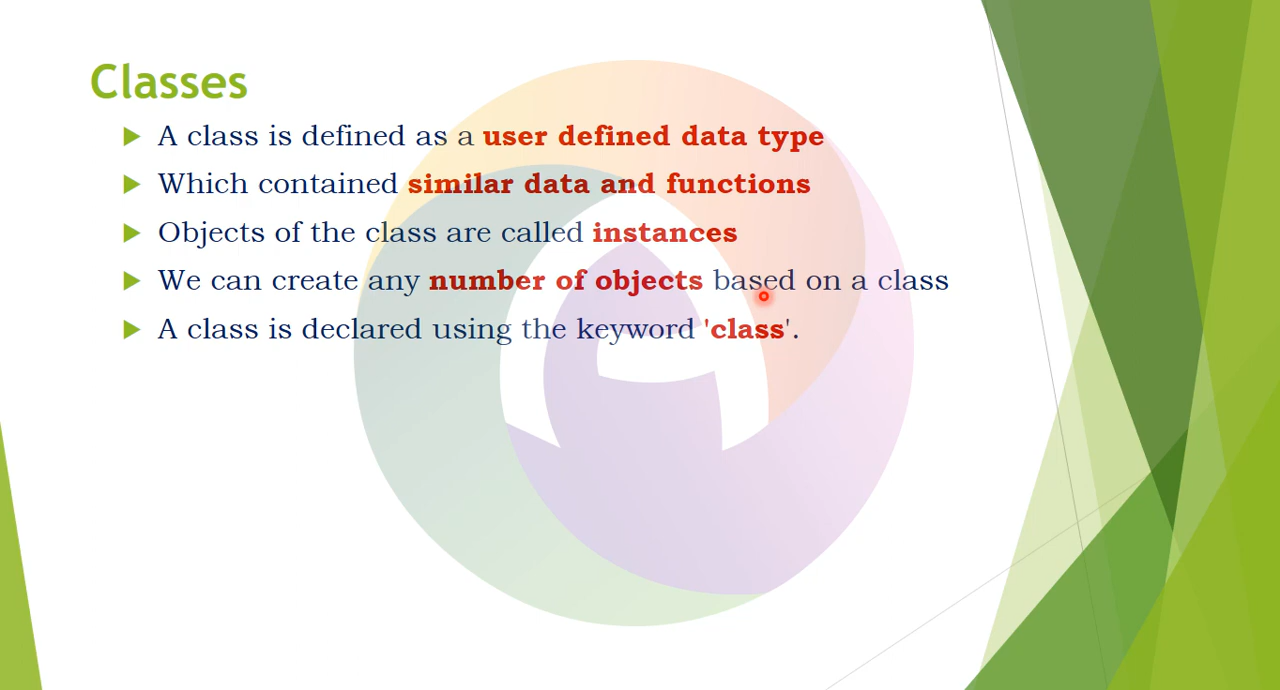 Classes
A class is defined as a user defined data type
Which contained similar data and functions
Objects of the class are called instances
We can create any number of objects based on a class
A class is declared using the keyword 'class'.